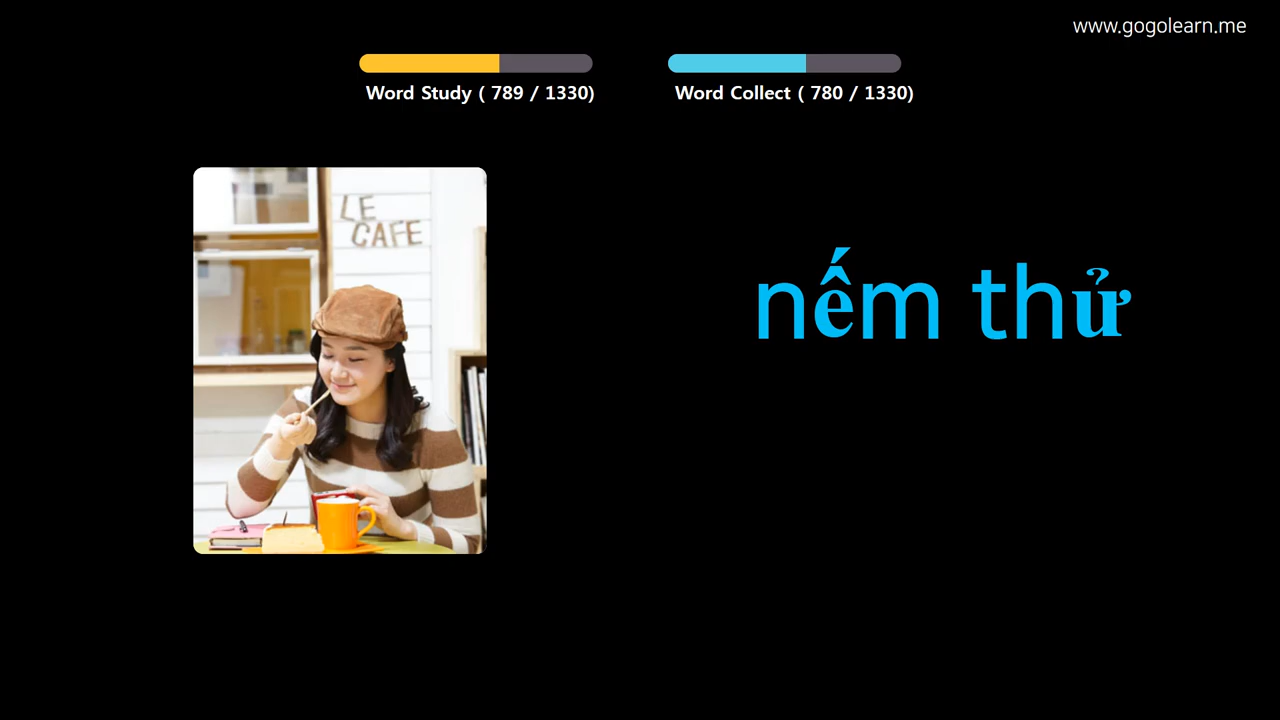 www.gogolearn.me
Word Study ( 789 / 1330)
Word Collect ( 780 / 1330)
LE
CAFE
nếm thử